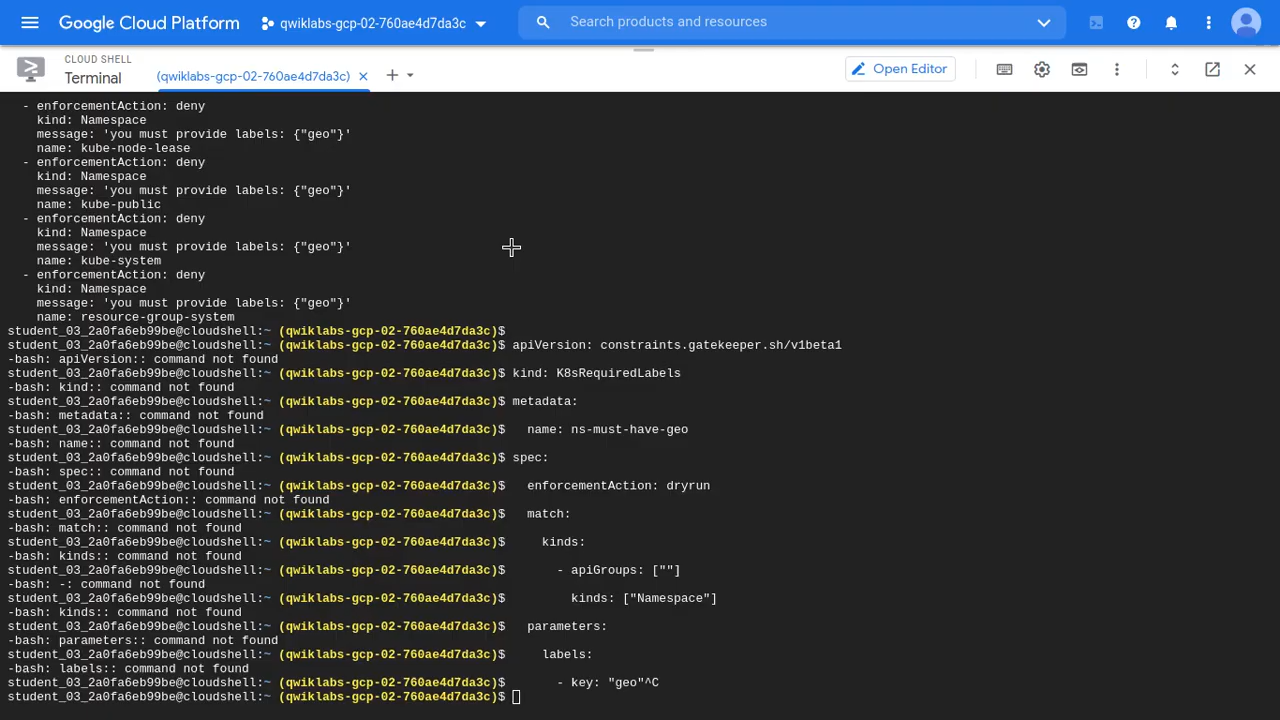 Google Cloud Platform
qwiklabs-gcp-02-760ae4d7da3c
Search products and resources
CLOUD SHELL
Terminal
(qwiklabs-gcp-02-760ae4d7da3c)
Open Editor
  - enforcementAction: deny
    kind: Namespace
    message: 'you must provide labels: {"geo"}'
    name: kube-node-lease
  - enforcementAction: deny
    kind: Namespace
    message: 'you must provide labels: {"geo"}'
    name: kube-public
  - enforcementAction: deny
    kind: Namespace
    message: 'you must provide labels: {"geo"}'
    name: kube-system
  - enforcementAction: deny
    kind: Namespace
    message: 'you must provide labels: {"geo"}'
    name: resource-group-system
student_03_2a0fa6eb99be@cloudshell:~ (qwiklabs-gcp-02-760ae4d7da3c)$
student_03_2a0fa6eb99be@cloudshell:~ (qwiklabs-gcp-02-760ae4d7da3c)$ apiVersion: constraints.gatekeeper.sh/v1beta1
-bash: apiVersion:: command not found
student_03_2a0fa6eb99be@cloudshell:~ (qwiklabs-gcp-02-760ae4d7da3c)$ kind: K8sRequiredLabels
-bash: kind:: command not found
student_03_2a0fa6eb99be@cloudshell:~ (qwiklabs-gcp-02-760ae4d7da3c)$ metadata:
-bash: metadata:: command not found
student_03_2a0fa6eb99be@cloudshell:~ (qwiklabs-gcp-02-760ae4d7da3c)$   name: ns-must-have-geo
-bash: name:: command not found
student_03_2a0fa6eb99be@cloudshell:~ (qwiklabs-gcp-02-760ae4d7da3c)$ spec:
-bash: spec:: command not found
student_03_2a0fa6eb99be@cloudshell:~ (qwiklabs-gcp-02-760ae4d7da3c)$   enforcementAction: dryrun
-bash: enforcementAction:: command not found
student_03_2a0fa6eb99be@cloudshell:~ (qwiklabs-gcp-02-760ae4d7da3c)$   match:
-bash: match:: command not found
student_03_2a0fa6eb99be@cloudshell:~ (qwiklabs-gcp-02-760ae4d7da3c)$     kinds:
-bash: kinds:: command not found
student_03_2a0fa6eb99be@cloudshell:~ (qwiklabs-gcp-02-760ae4d7da3c)$       - apiGroups: [""]
-bash: -: command not found
student_03_2a0fa6eb99be@cloudshell:~ (qwiklabs-gcp-02-760ae4d7da3c)$         kinds: ["Namespace"]
-bash: kinds:: command not found
student_03_2a0fa6eb99be@cloudshell:~ (qwiklabs-gcp-02-760ae4d7da3c)$   parameters:
-bash: parameters:: command not found
student_03_2a0fa6eb99be@cloudshell:~ (qwiklabs-gcp-02-760ae4d7da3c)$     labels:
-bash: labels:: command not found
student_03_2a0fa6eb99be@cloudshell:~ (qwiklabs-gcp-02-760ae4d7da3c)$       - key: "geo"^C
student_03_2a0fa6eb99be@cloudshell:~ (qwiklabs-gcp-02-760ae4d7da3c)$